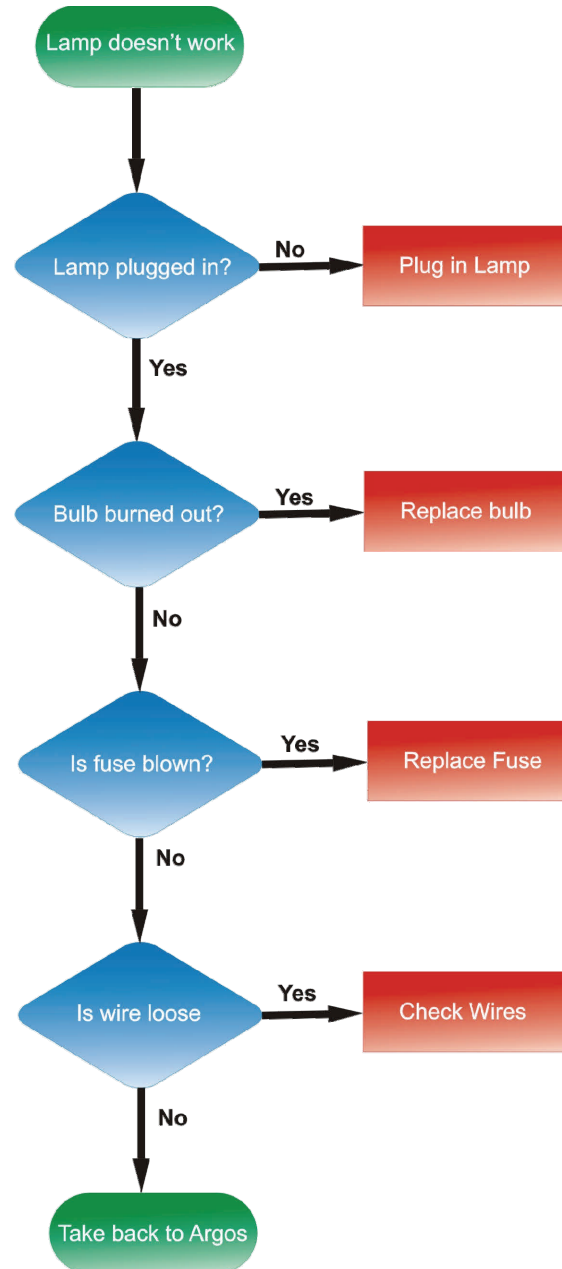 Lamp doesn’t work
Lamp plugged in?
No
Plug in Lamp
Yes
Bulb burned out?
Yes
Replace bulb
No
Is fuse blown?
Yes
Replace Fuse
No
Is wire loose
Yes
Check Wires
No
Take back to Argos